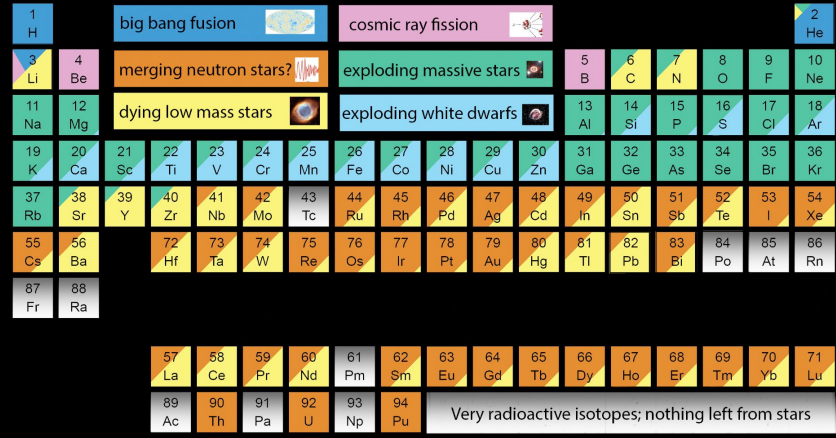 1 big bang fusion cosmic ray fission 2
H He
3 4 merging neutron stars? exploding massive stars 5 6 7 8 9 10
Li Be B C N O F Ne
11 12 dying low mass stars exploding white dwarfs 13 14 15 16 17 18
Na Mg Al Si P S Cl Ar
19 20 21 22 23 24 25 26 27 28 29 30 31 32 33 34 35 36
K Ca Sc Ti V Cr Mn Fe Co Ni Cu Zn Ga Ge As Se Br Kr
37 38 39 40 41 42 43 44 45 46 47 48 49 50 51 52 53 54
Rb Sr Y Zr Nb Mo Tc Ru Rh Pd Ag Cd In Sn Sb Te I Xe
55 56 72 73 74 75 76 77 78 79 80 81 82 83 84 85 86
Cs Ba Hf Ta W Re Os Ir Pt Au Hg Tl Pb Bi Po At Rn
87 88
Fr Ra
57 58 59 60 61 62 63 64 65 66 67 68 69 70 71
La Ce Pr Nd Pm Sm Eu Gd Tb Dy Ho Er Tm Yb Lu
89 90 91 92 93 94 Very radioactive isotopes; nothing left from stars
Ac Th Pa U Np Pu